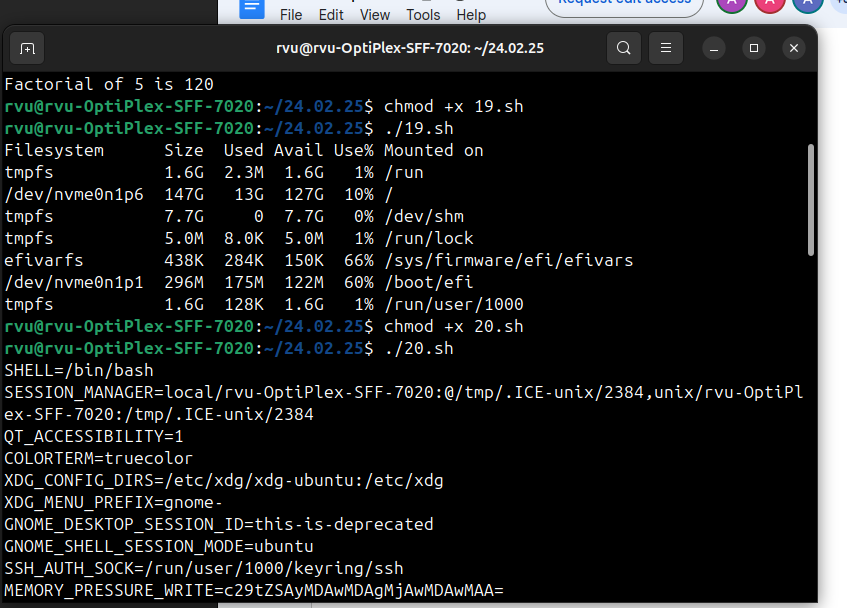 File Edit View Tools Help
Request edit access
A A A
rvu@rvu-OptiPlex-SFF-7020: ~/24.02.25
Factorial of 5 is 120
rvu@rvu-OptiPlex-SFF-7020:~/24.02.25$ chmod +x 19.sh
rvu@rvu-OptiPlex-SFF-7020:~/24.02.25$ ./19.sh
Filesystem      Size  Used Avail Use% Mounted on
tmpfs           1.6G  2.3M  1.6G   1% /run
/dev/nvme0n1p6  147G   13G  127G  10% /
tmpfs           7.7G     0  7.7G   0% /dev/shm
tmpfs           5.0M  8.0K  5.0M   1% /run/lock
efivarfs        438K  284K  150K  66% /sys/firmware/efi/efivars
/dev/nvme0n1p1  296M  175M  122M  60% /boot/efi
tmpfs           1.6G  128K  1.6G   1% /run/user/1000
rvu@rvu-OptiPlex-SFF-7020:~/24.02.25$ chmod +x 20.sh
rvu@rvu-OptiPlex-SFF-7020:~/24.02.25$ ./20.sh
SHELL=/bin/bash
SESSION_MANAGER=local/rvu-OptiPlex-SFF-7020:@/tmp/.ICE-unix/2384,unix/rvu-OptiPl
ex-SFF-7020:/tmp/.ICE-unix/2384
QT_ACCESSIBILITY=1
COLORTERM=truecolor
XDG_CONFIG_DIRS=/etc/xdg/xdg-ubuntu:/etc/xdg
XDG_MENU_PREFIX=gnome-
GNOME_DESKTOP_SESSION_ID=this-is-deprecated
GNOME_SHELL_SESSION_MODE=ubuntu
SSH_AUTH_SOCK=/run/user/1000/keyring/ssh
MEMORY_PRESSURE_WRITE=c29tZSAyMDAwMDAgMjAwMDAwMAA=